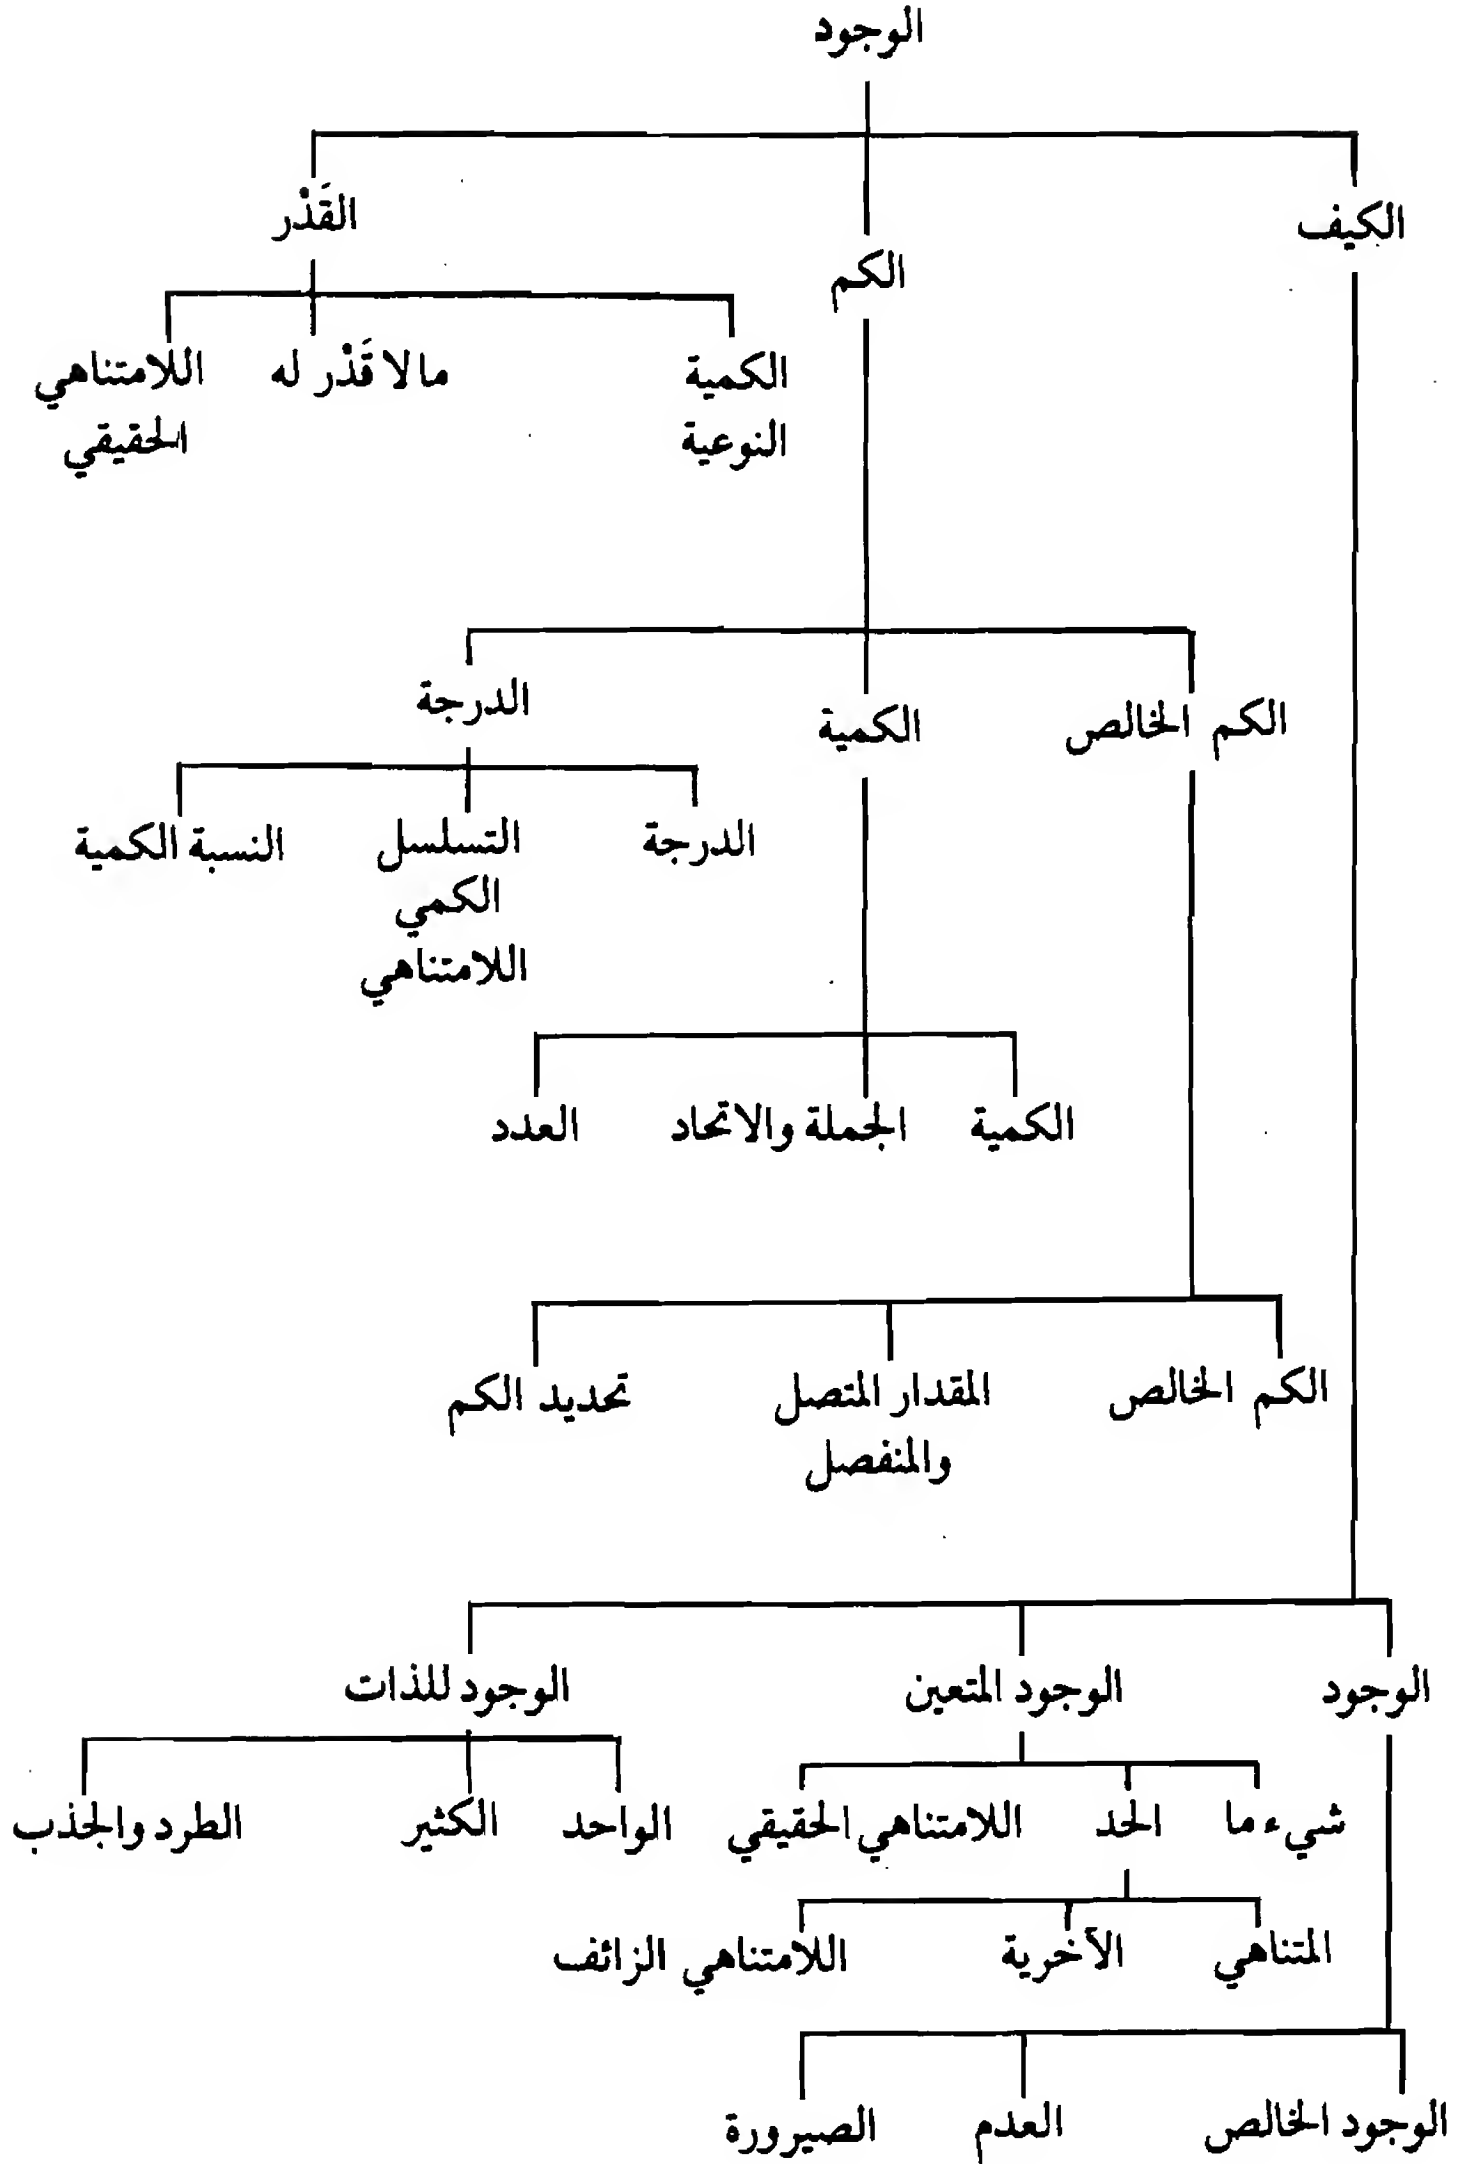 الوجود
الكيف
الكم
القَدْر
الكمية
النوعية
مالا قَدْر له
اللامتناهي
الحقيقي
الكم الخالص
الكمية
الدرجة
الدرجة
التسلسل
الكمي
اللامتناهي
النسبة الكمية
الكمية
الجملة والاتحاد
العدد
الكم الخالص
المقدار المتصل
والمنفصل
تحديد الكم
الوجود
الوجود المتعين
الوجود للذات
شيء ما
الحد
اللامتناهي الحقيقي
الواحد
الكثير
الطرد والجذب
المتناهي
الآخرية
اللامتناهي الزائف
الوجود الخالص
العدم
الصيرورة